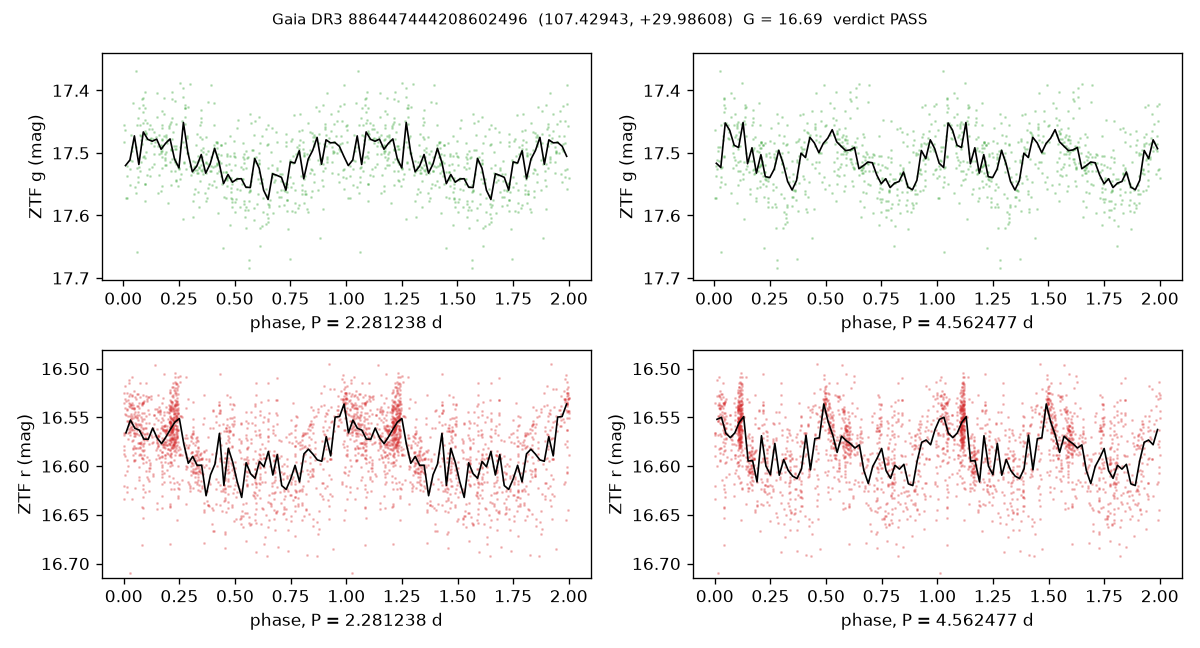 Gaia DR3 886447444208602496 (107.42943, +29.98608) G = 16.69 verdict PASS
ZTF g (mag)
17.4
17.5
17.6
17.7
0.00 0.25 0.50 0.75 1.00 1.25 1.50 1.75 2.00
phase, P = 2.281238 d
ZTF g (mag)
17.4
17.5
17.6
17.7
0.00 0.25 0.50 0.75 1.00 1.25 1.50 1.75 2.00
phase, P = 4.562477 d
ZTF r (mag)
16.50
16.55
16.60
16.65
16.70
0.00 0.25 0.50 0.75 1.00 1.25 1.50 1.75 2.00
phase, P = 2.281238 d
ZTF r (mag)
16.50
16.55
16.60
16.65
16.70
0.00 0.25 0.50 0.75 1.00 1.25 1.50 1.75 2.00
phase, P = 4.562477 d